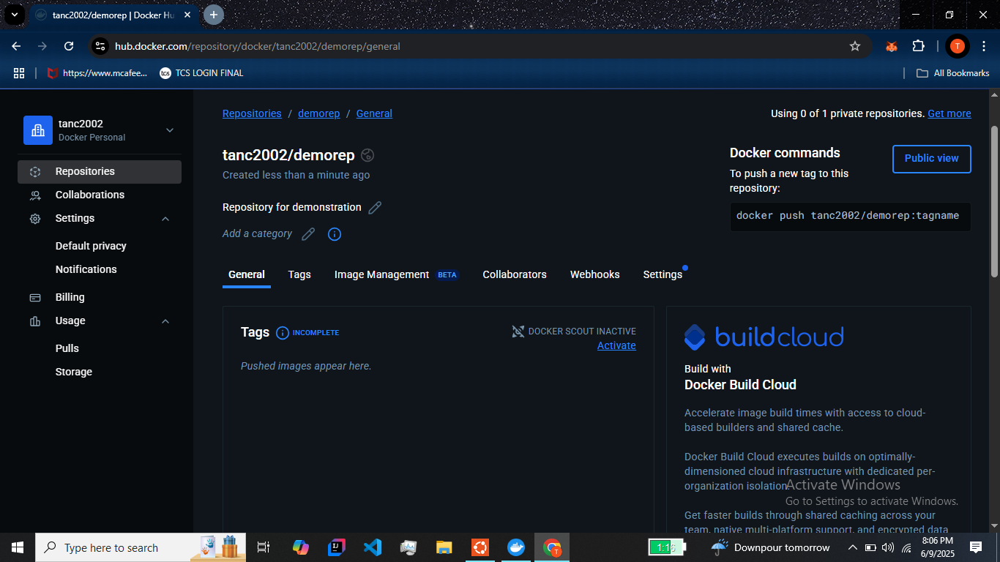 tanc2002/demorep | Docker Hu
hub.docker.com/repository/docker/tanc2002/demorep/general
T
https://www.mcafee...
tcs
TCS LOGIN FINAL
All Bookmarks
tanc2002
Docker Personal
Repositories
Collaborations
Settings
Default privacy
Notifications
Billing
Usage
Pulls
Storage
Repositories / demorep / General
Using 0 of 1 private repositories. Get more
tanc2002/demorep
Created less than a minute ago
Repository for demonstration
Add a category
Docker commands
Public view
To push a new tag to this
repository:
docker push tanc2002/demorep:tagname
General
Tags
Image Management BETA
Collaborators
Webhooks
Settings
Tags
INCOMPLETE
DOCKER SCOUT INACTIVE
Activate
Pushed images appear here.
buildcloud
Build with
Docker Build Cloud
Accelerate image build times with access to cloud-
based builders and shared cache.
Docker Build Cloud executes builds on optimally-
dimensioned cloud infrastructure with dedicated per-
organization isolation.
Get faster builds through shared caching across your
team, native multi-platform support, and encrypted data
Activate Windows
Go to Settings to activate Windows.
Type here to search
IJ
T
1:16
Downpour tomorrow
8:06 PM
6/9/2025